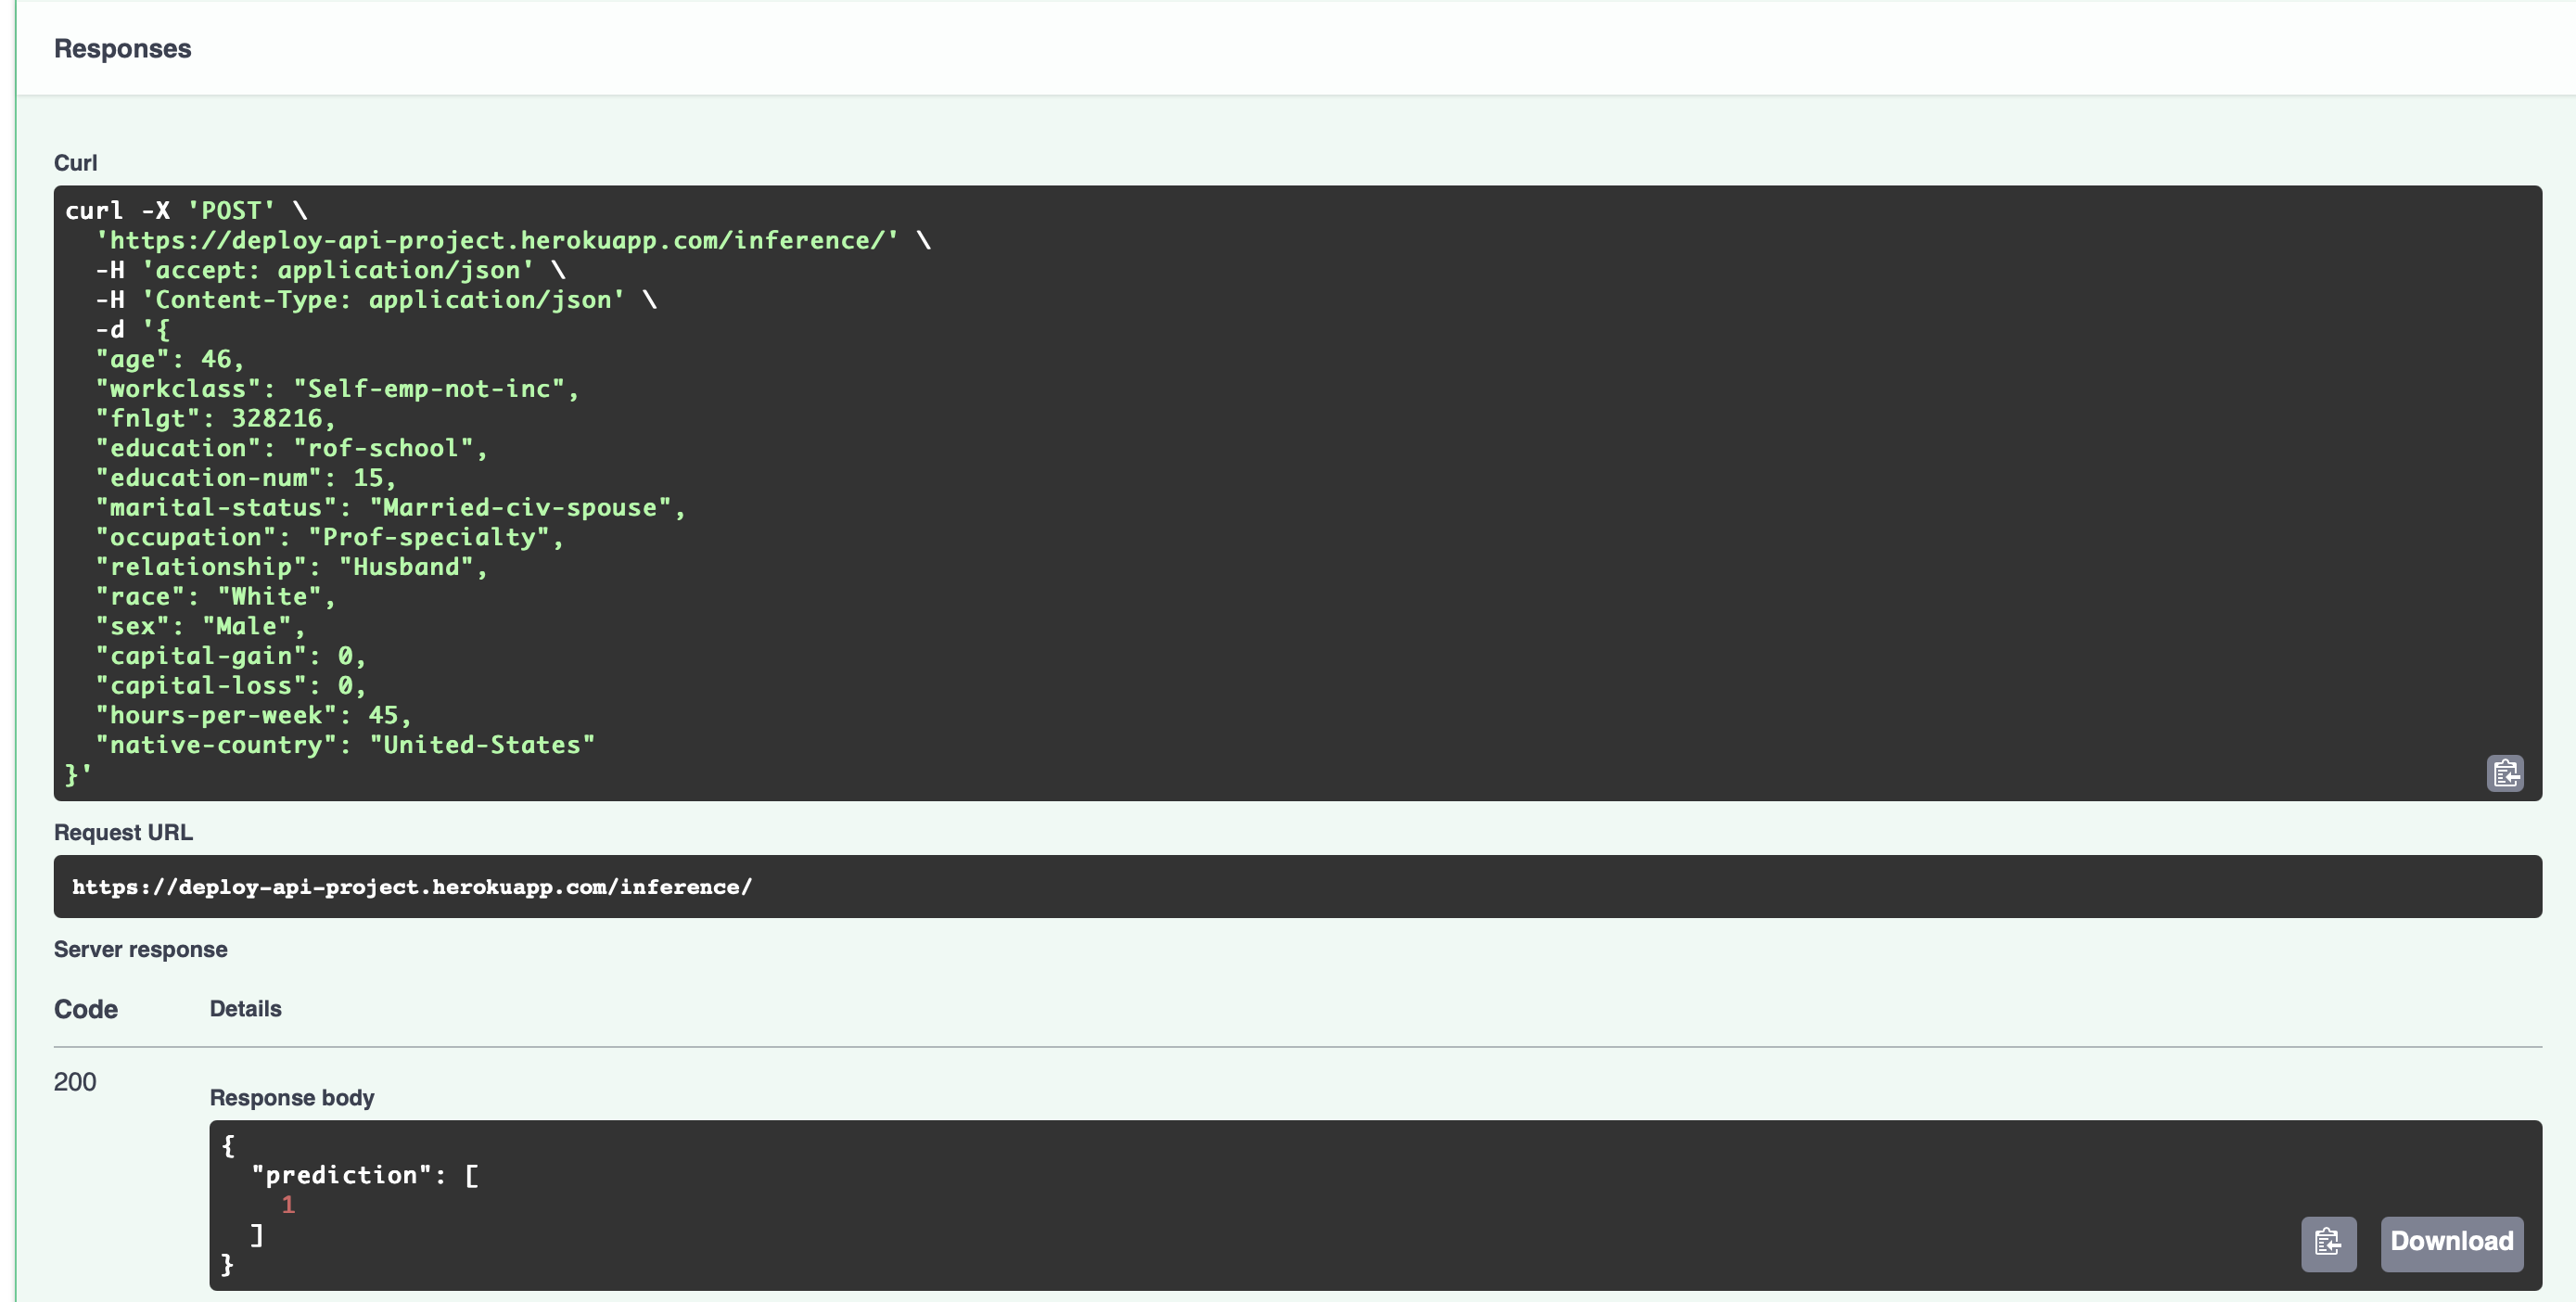 Responses
Curl
curl -X 'POST' \
  'https://deploy-api-project.herokuapp.com/inference/' \
  -H 'accept: application/json' \
  -H 'Content-Type: application/json' \
  -d '{
  "age": 46,
  "workclass": "Self-emp-not-inc",
  "fnlgt": 328216,
  "education": "rof-school",
  "education-num": 15,
  "marital-status": "Married-civ-spouse",
  "occupation": "Prof-specialty",
  "relationship": "Husband",
  "race": "White",
  "sex": "Male",
  "capital-gain": 0,
  "capital-loss": 0,
  "hours-per-week": 45,
  "native-country": "United-States"
}'
Request URL
https://deploy-api-project.herokuapp.com/inference/
Server response
Code Details
200
Response body
{
  "prediction": [
    1
  ]
}
Download